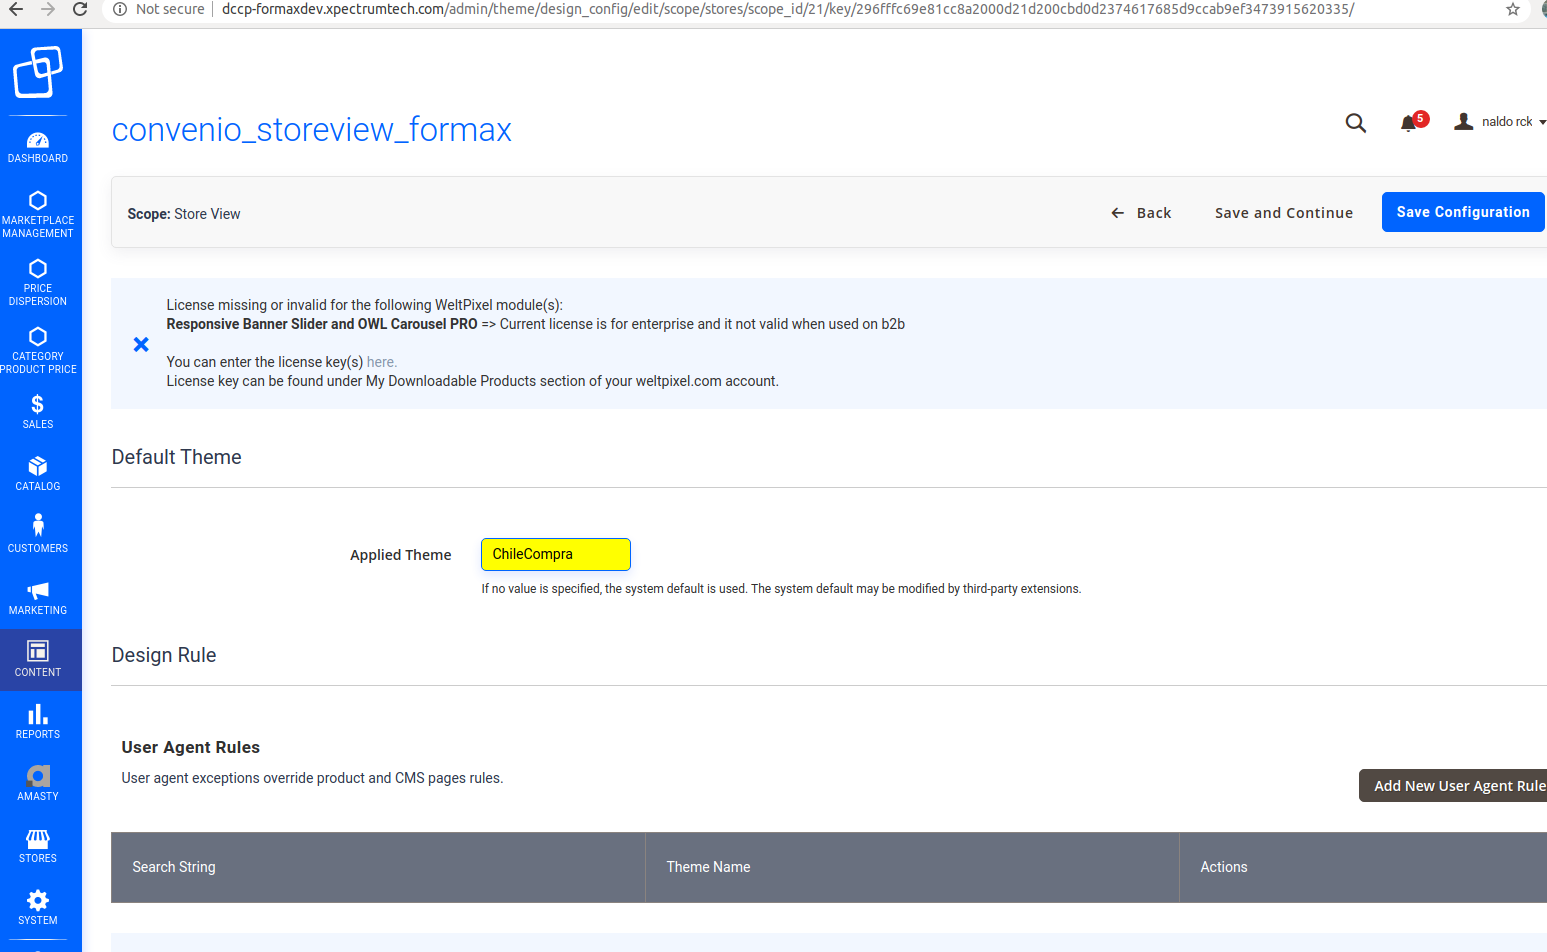 Not secure | dccp-formaxdev.xpectrumtech.com/admin/theme/design_config/edit/scope/stores/scope_id/21/key/296fffc69e81cc8a2000d21d200cbd0d2374617685d9ccab9ef3473915620335/
DASHBOARD
MARKETPLACE
MANAGEMENT
PRICE
DISPERSION
CATEGORY
PRODUCT PRICE
$
SALES
CATALOG
CUSTOMERS
MARKETING
CONTENT
REPORTS
a
AMASTY
STORES
SYSTEM
convenio_storeview_formax
5
naldo rck
Scope: Store View
Back
Save and Continue
Save Configuration
License missing or invalid for the following WeltPixel module(s):
Responsive Banner Slider and OWL Carousel PRO => Current license is for enterprise and it not valid when used on b2b
You can enter the license key(s) here.
License key can be found under My Downloadable Products section of your weltpixel.com account.
Default Theme
Applied Theme
ChileCompra
If no value is specified, the system default is used. The system default may be modified by third-party extensions.
Design Rule
User Agent Rules
User agent exceptions override product and CMS pages rules.
Add New User Agent Rule
Search String
Theme Name
Actions